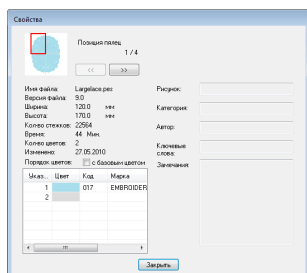 Свойства
Позиция пялец
1 / 4
<< >>
Имя файла: Largelace.pes
Версия файла: 9.0
Ширина: 120.0 мм
Высота: 170.0 мм
Кол-во стежков: 22564
Время: 44 Мин.
Кол-во цветов: 2
Изменено: 27.05.2010
Порядок цветов: с базовым цветом
Указ... Цвет Код Марка
1 017 EMBROIDER
2
Рисунок:
Категория:
Автор:
Ключевые
слова:
Замечания:
Закрыть